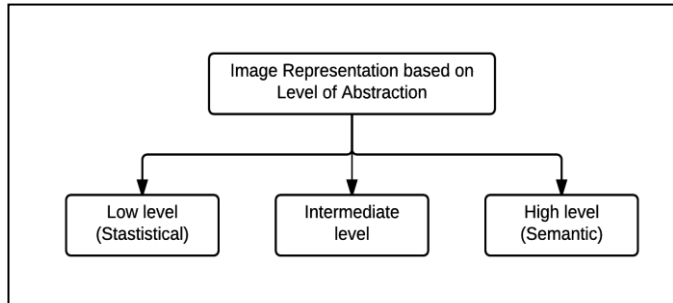 Image Representation based on
Level of Abstraction
Low level
(Stastistical)
Intermediate
level
High level
(Semantic)